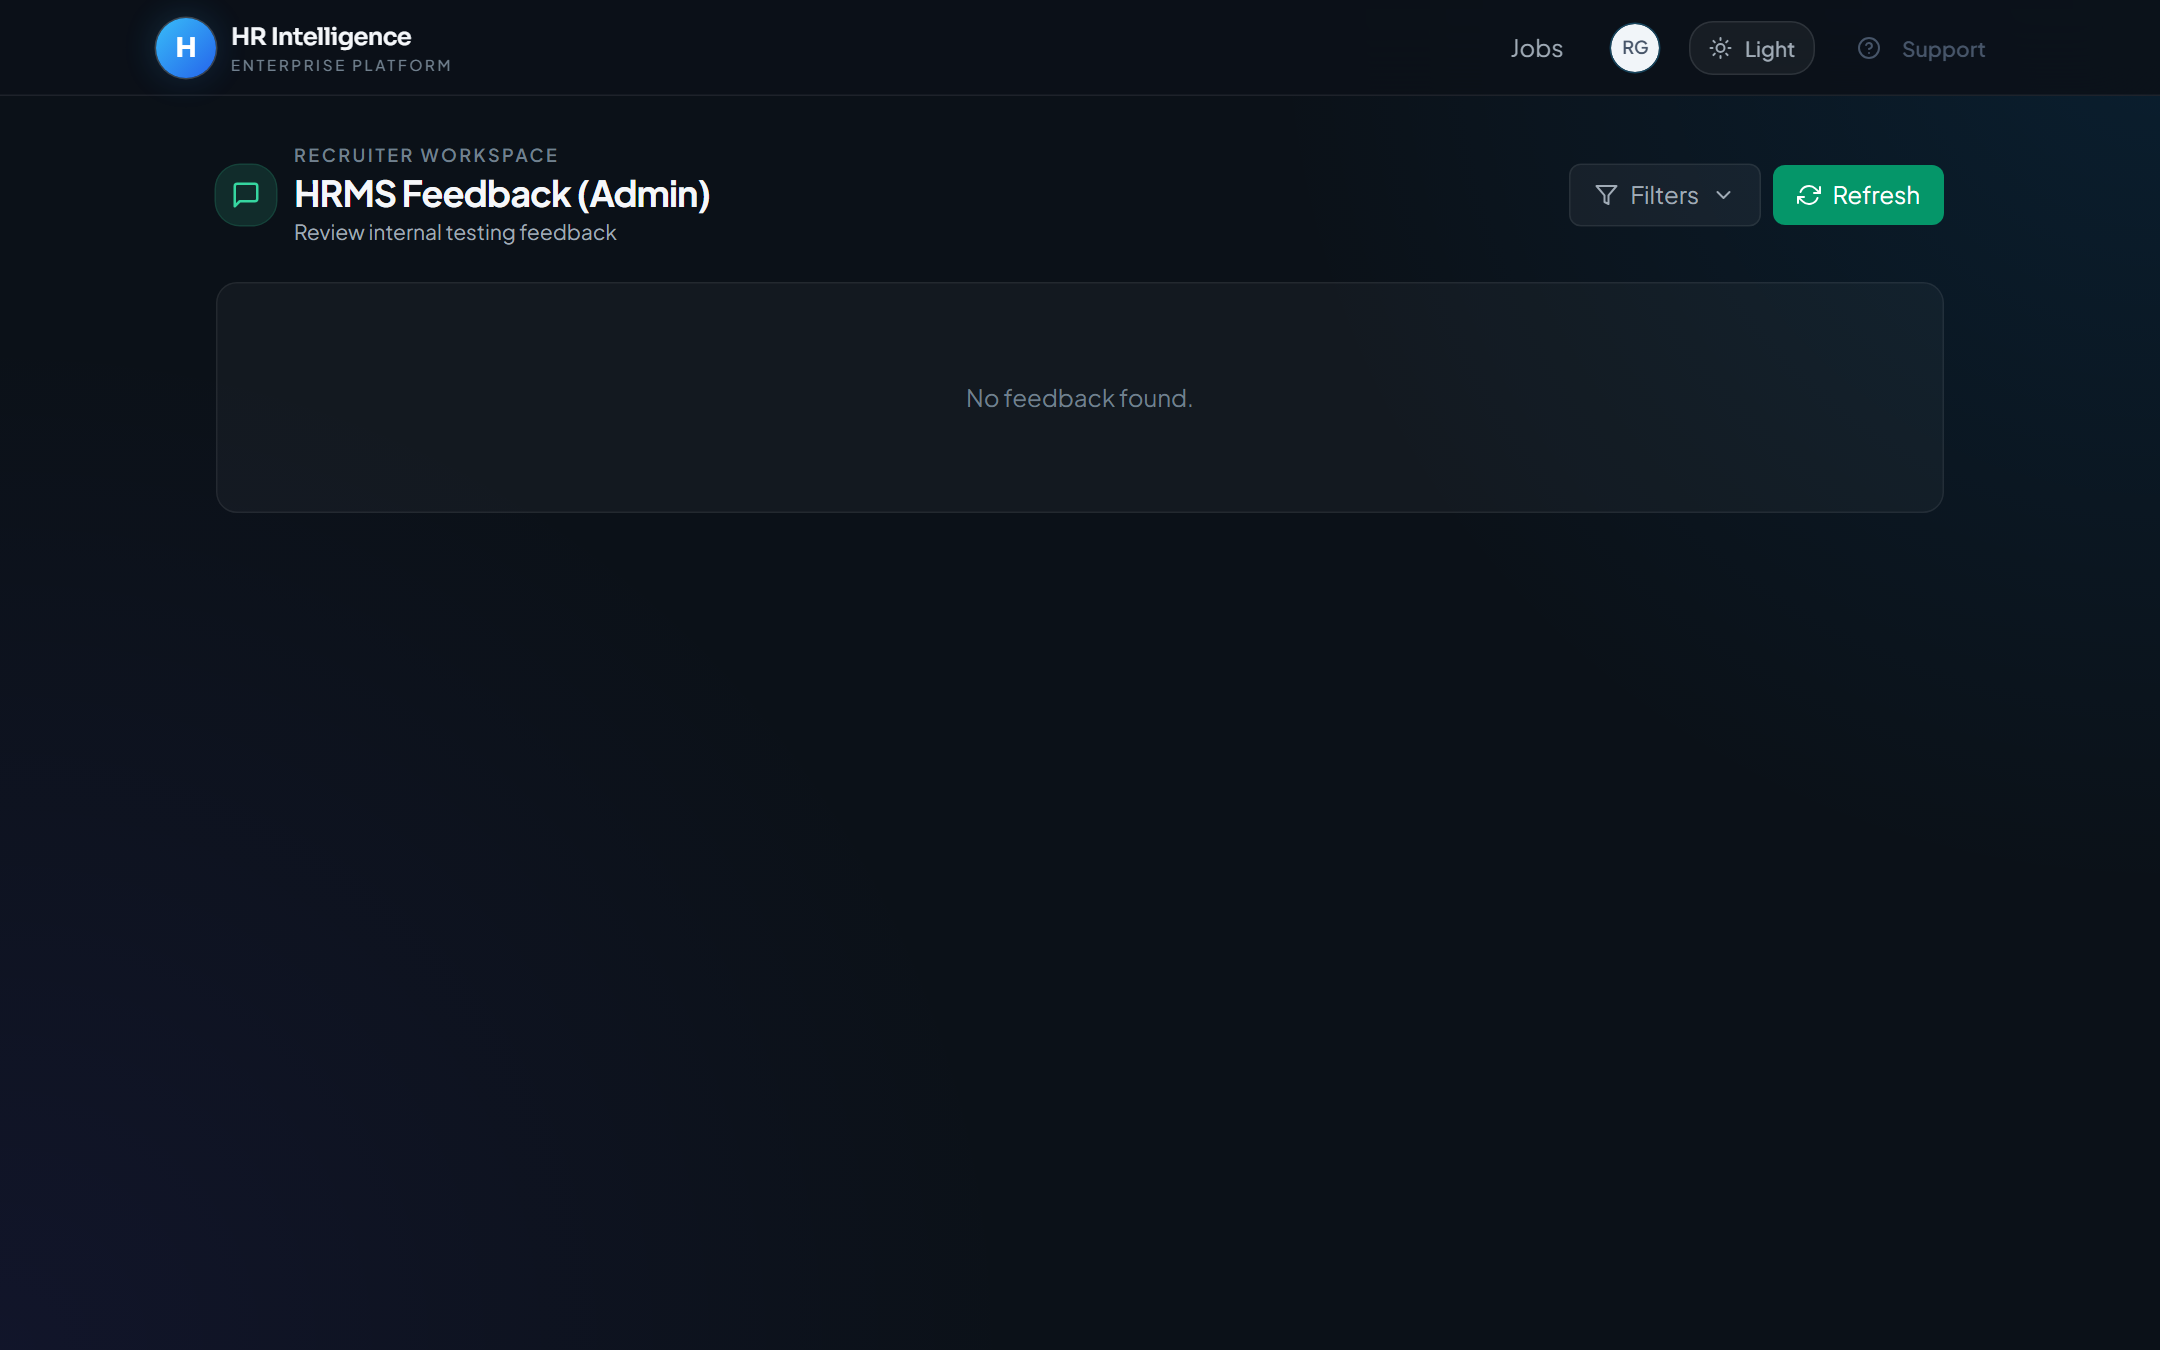 H
HR Intelligence
ENTERPRISE PLATFORM
Jobs
RG
Light
Support
RECRUITER WORKSPACE
HRMS Feedback (Admin)
Review internal testing feedback
Filters
Refresh
No feedback found.